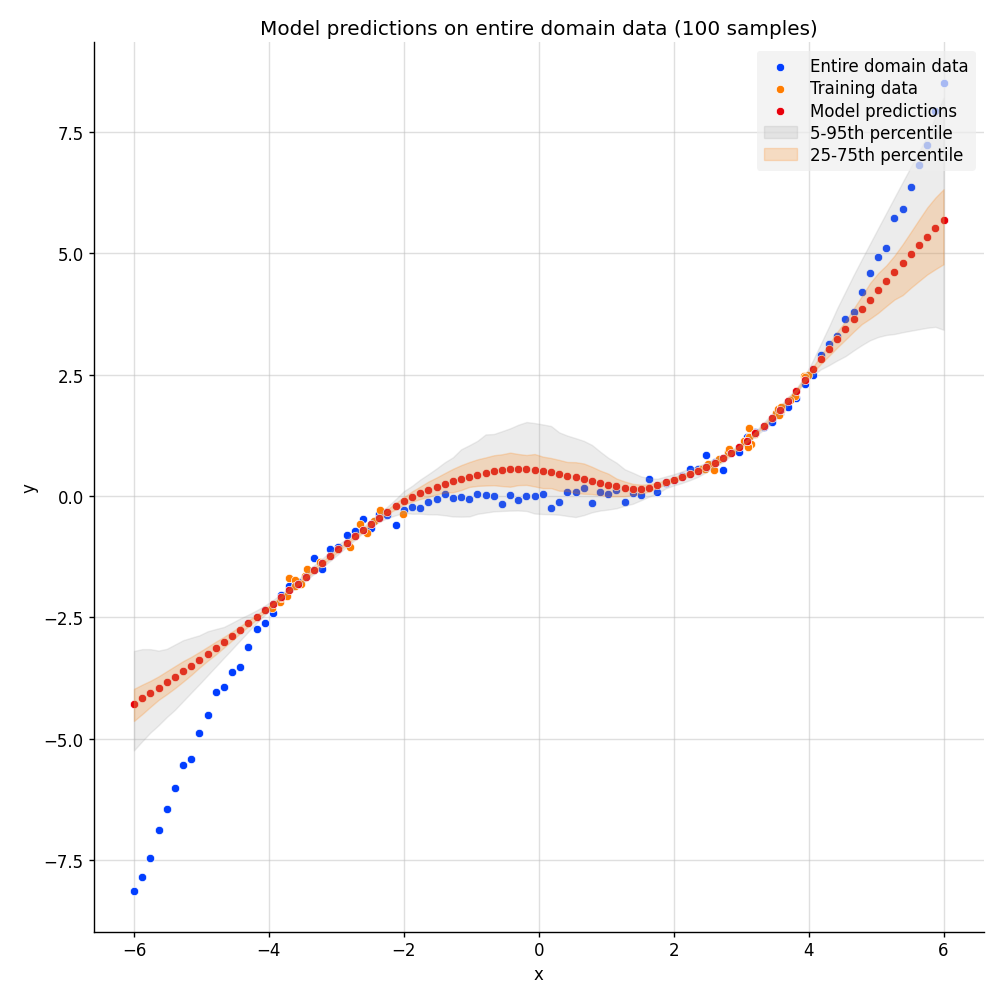 Model predictions on entire domain data (100 samples)
Entire domain data
Training data
Model predictions
5-95th percentile
25-75th percentile
7.5
5.0
2.5
0.0
−2.5
−5.0
−7.5
y
−6 −4 −2 0 2 4 6
x